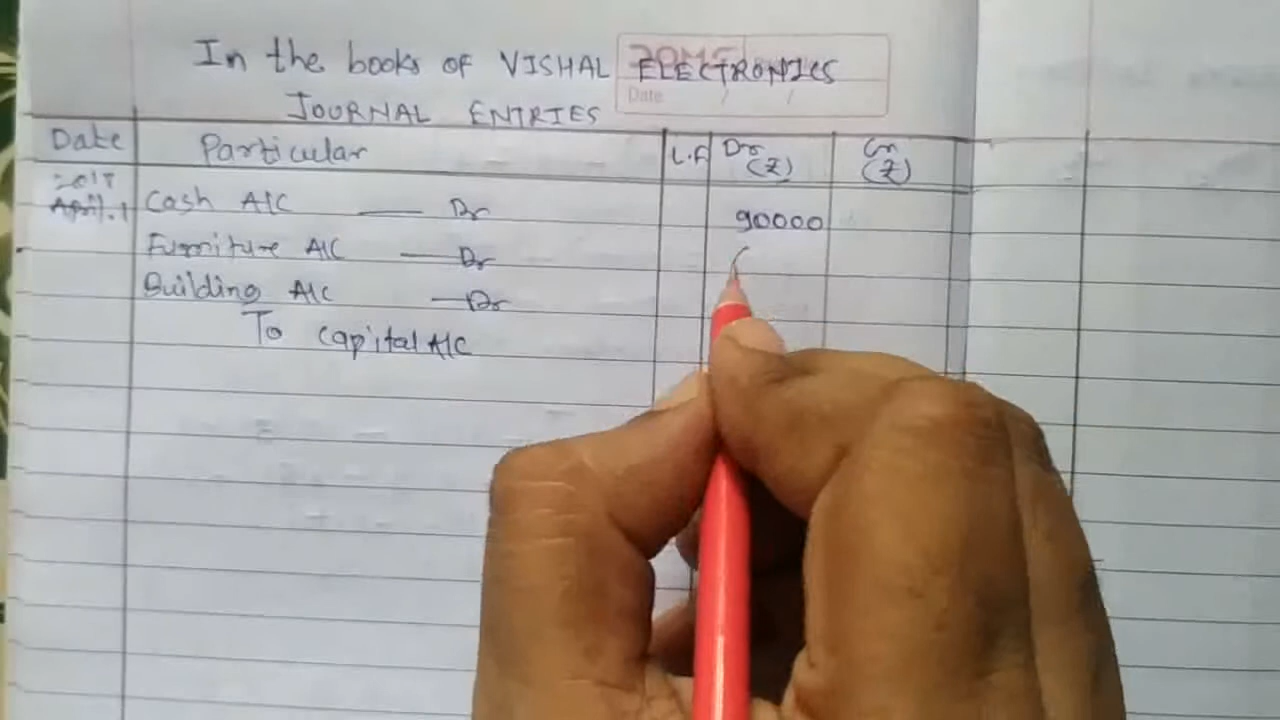 In the books of VISHAL ELECTRONICS
Date / /
JOURNAL ENTRIES
Date Particular L.F Dr (₹) Cr (₹)
April.1 Cash A/C —— Dr 90000
Furniture A/C —— Dr
Building A/C —Dr
To capital A/C